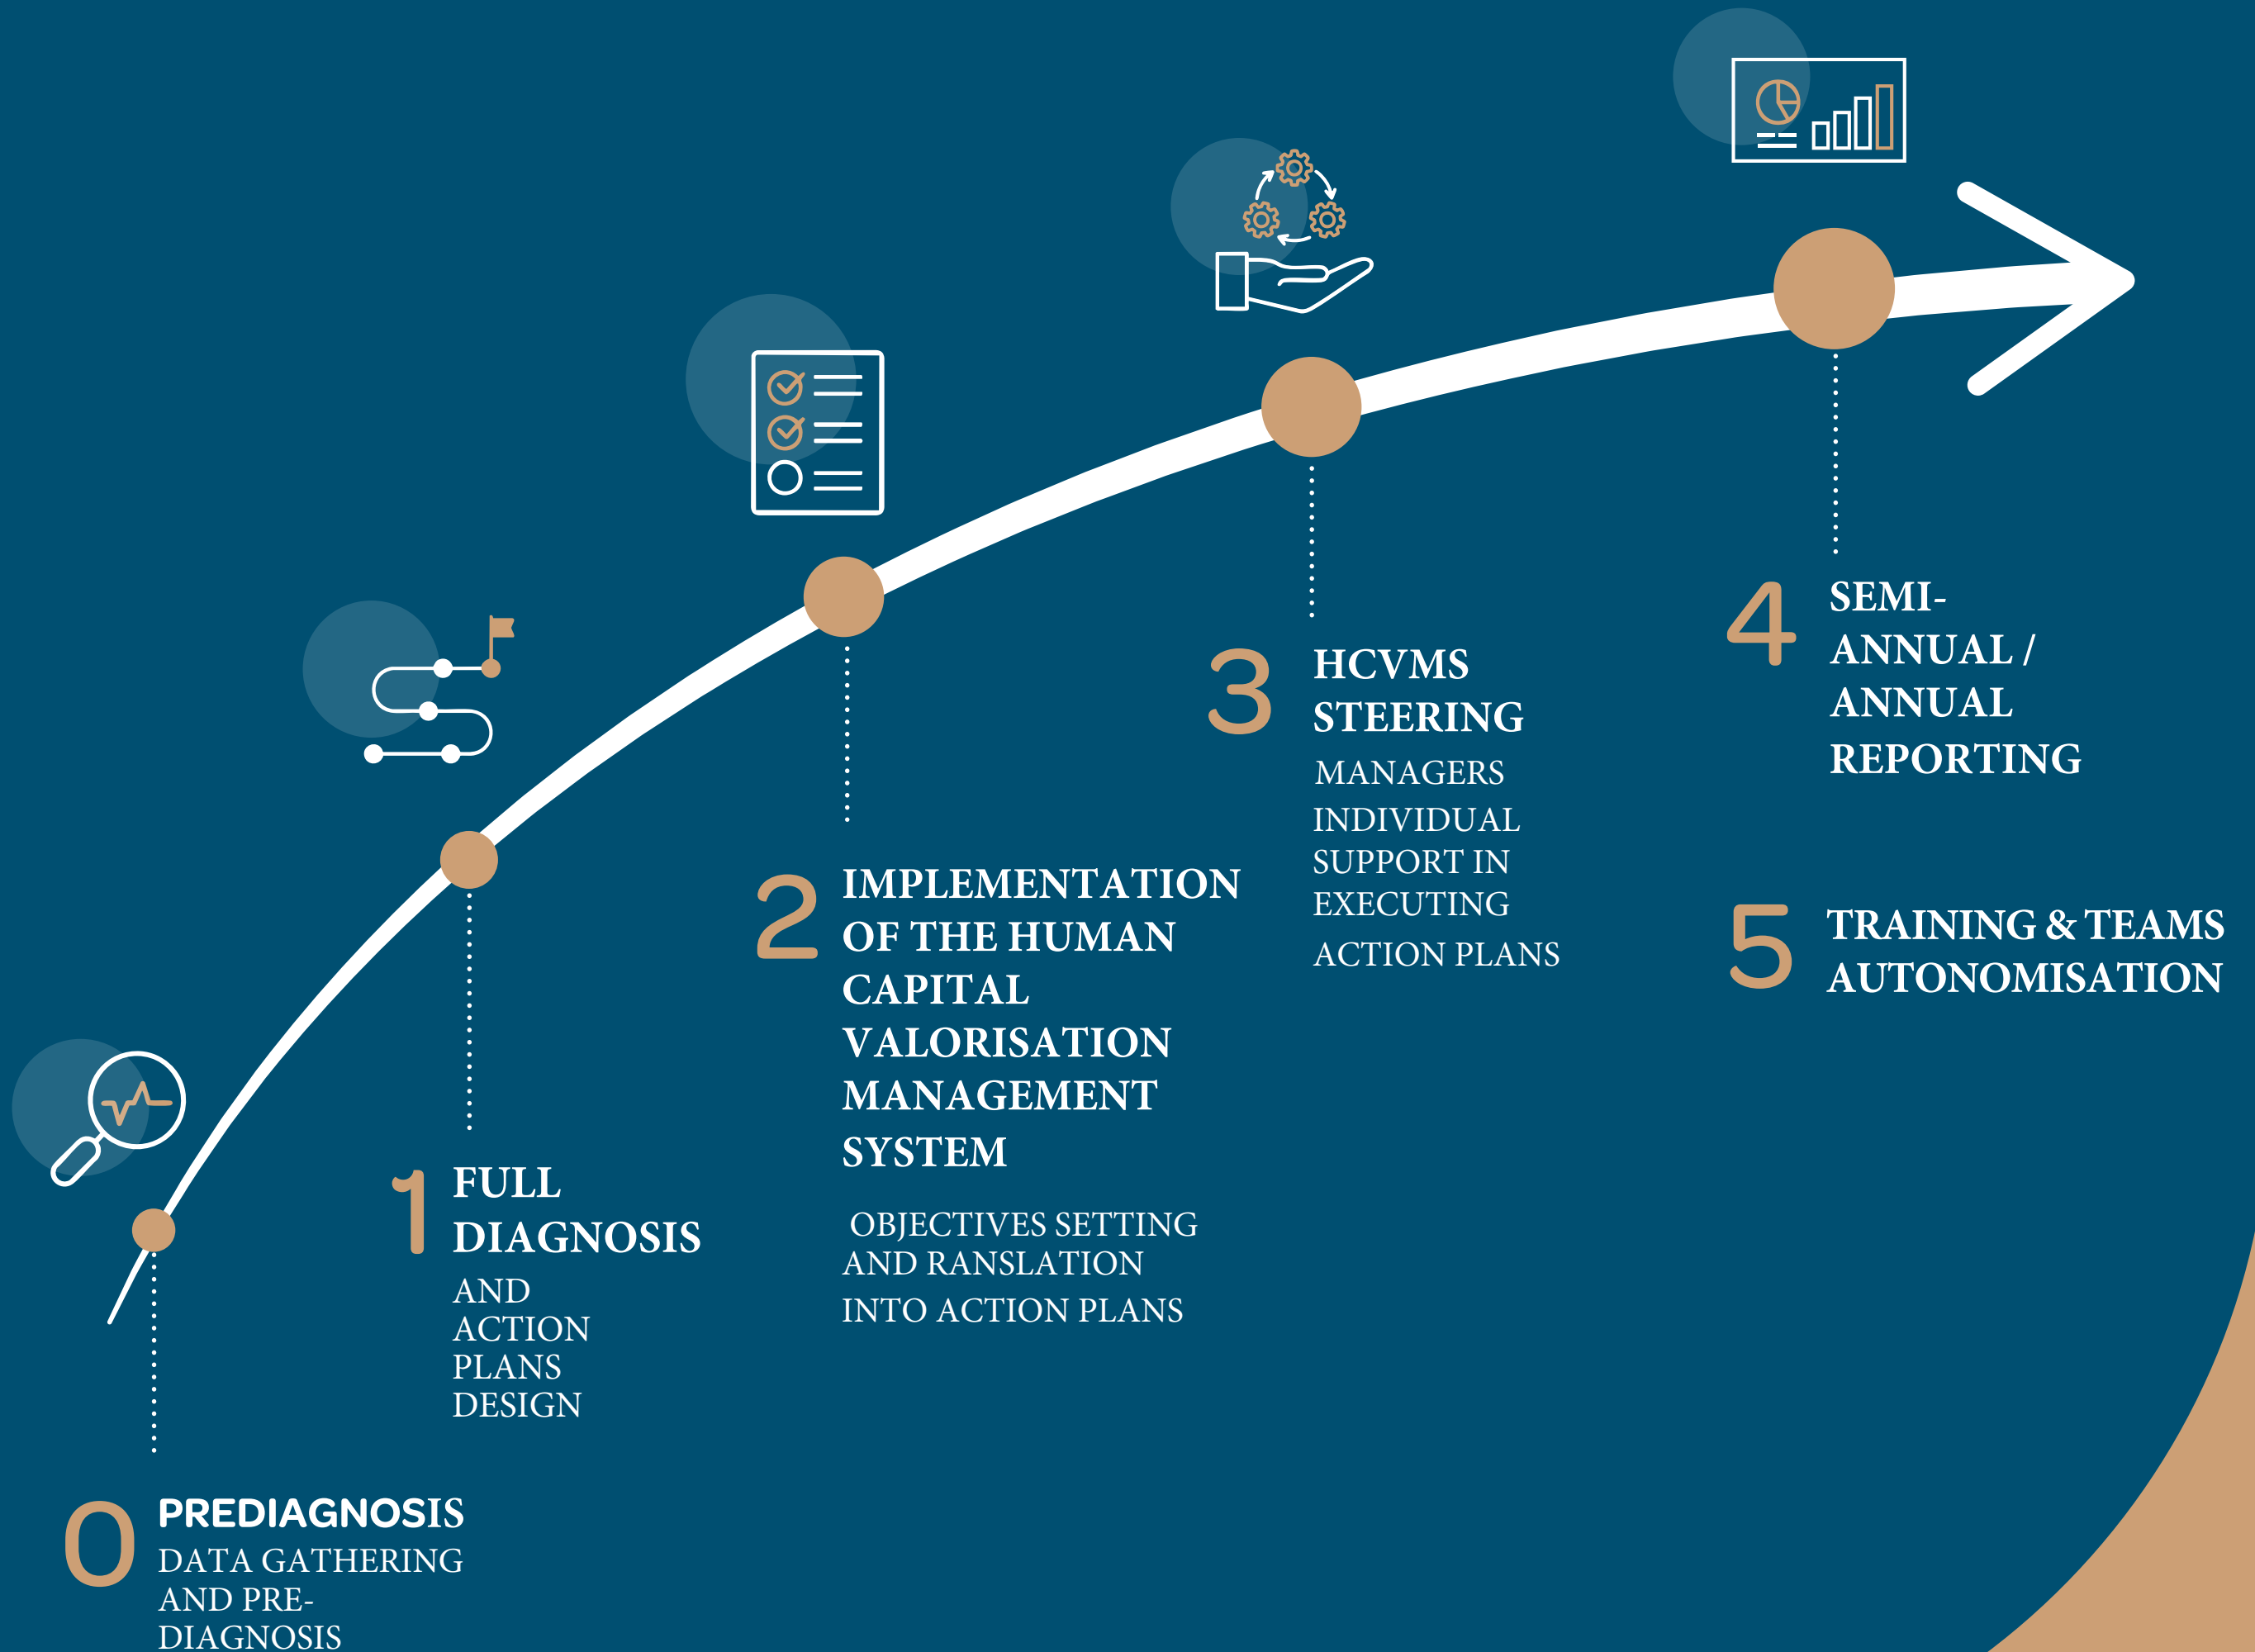 0
PREDIAGNOSIS
DATA GATHERING
AND PRE-
DIAGNOSIS
1
FULL
DIAGNOSIS
AND
ACTION
PLANS
DESIGN
2
IMPLEMENTATION
OF THE HUMAN
CAPITAL
VALORISATION
MANAGEMENT
SYSTEM
OBJECTIVES SETTING
AND RANSLATION
INTO ACTION PLANS
3
HCVMS
STEERING
MANAGERS
INDIVIDUAL
SUPPORT IN
EXECUTING
ACTION PLANS
4
SEMI-
ANNUAL /
ANNUAL
REPORTING
5
TRAINING & TEAMS
AUTONOMISATION